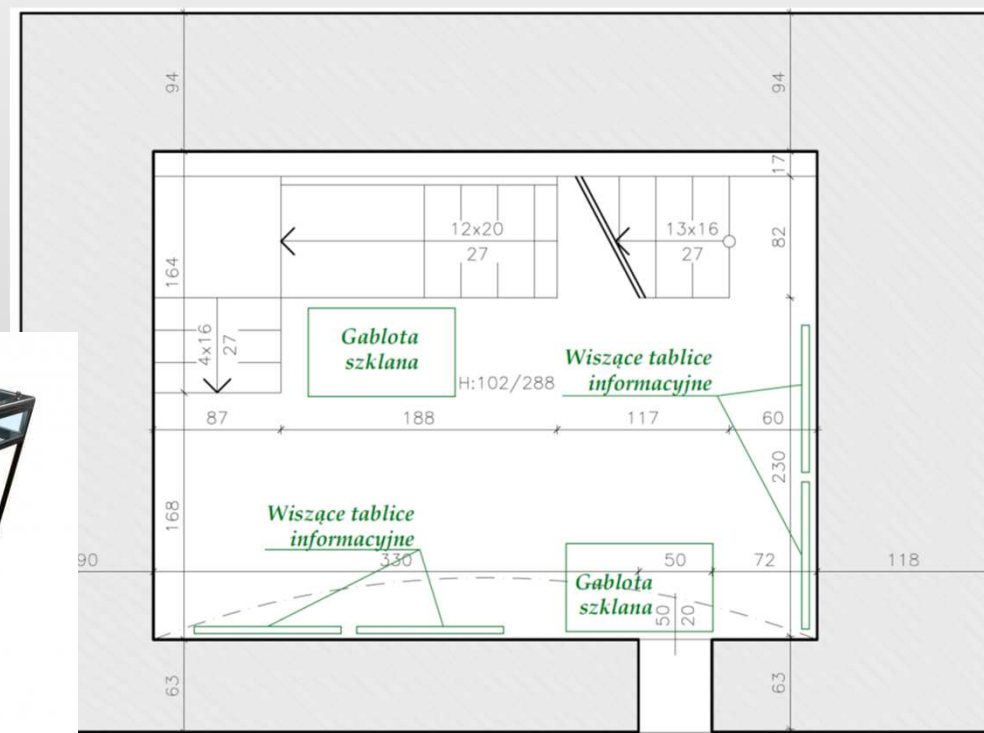 94
94
17
12x20
27
13x16
27
82
164
4x16
27
Gablota
szklana
Wiszące tablice
informacyjne
H:102/288
87
188
117
60
230
168
Wiszące tablice
informacyjne
90
330
50
72
118
Gablota
szklana
50
20
63
63